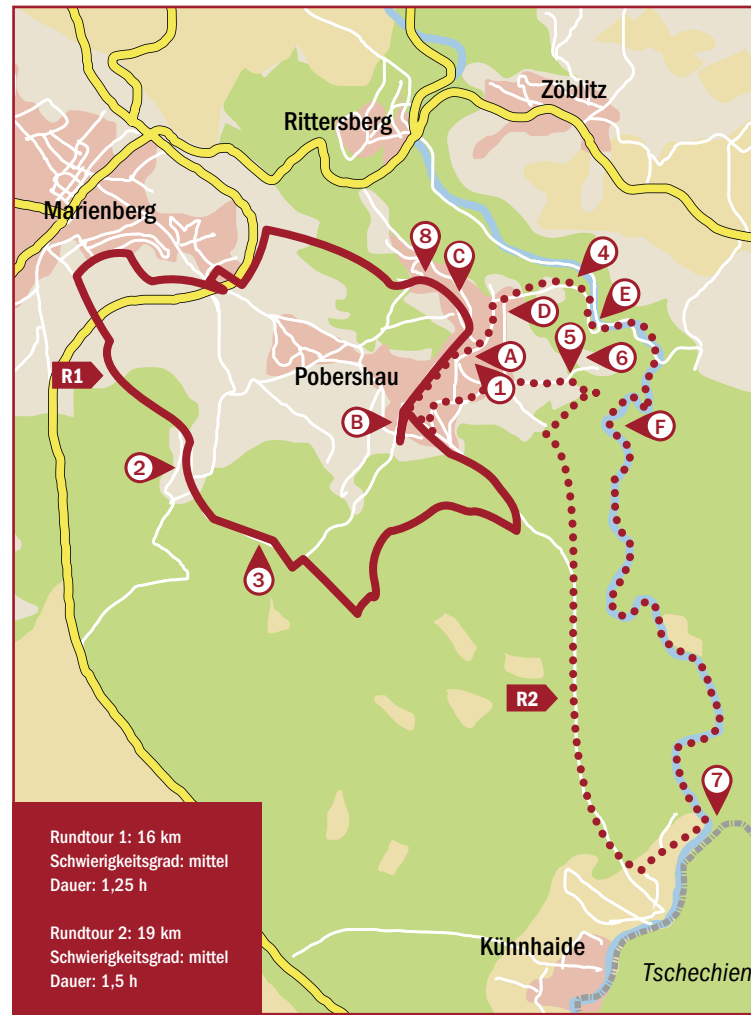 Zöblitz
Rittersberg
Marienberg
8
C
4
E
D
5
6
R1
Pobershau
A
1
B
F
2
3
R2
7
Rundtour 1: 16 km
Schwierigkeitsgrad: mittel
Dauer: 1,25 h
Rundtour 2: 19 km
Schwierigkeitsgrad: mittel
Dauer: 1,5 h
Kühnhaide
Tschechien